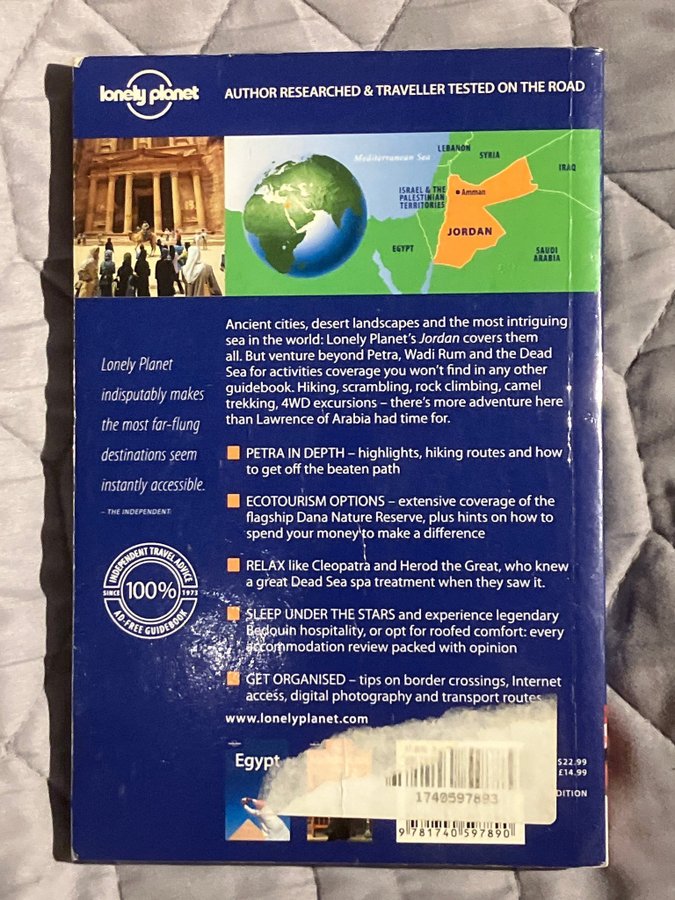 lonely planet
AUTHOR RESEARCHED & TRAVELLER TESTED ON THE ROAD
Mediterranean Sea
LEBANON
SYRIA
IRAQ
ISRAEL & THE
PALESTINIAN
TERRITORIES
Amman
JORDAN
EGYPT
SAUDI
ARABIA
Lonely Planet
indisputably makes
the most far-flung
destinations seem
instantly accessible.
– THE INDEPENDENT
INDEPENDENT TRAVEL ADVICE
SINCE 100% 1973
AD-FREE GUIDEBOOK
Ancient cities, desert landscapes and the most intriguing
sea in the world: Lonely Planet's Jordan covers them
all. But venture beyond Petra, Wadi Rum and the Dead
Sea for activities coverage you won't find in any other
guidebook. Hiking, scrambling, rock climbing, camel
trekking, 4WD excursions – there's more adventure here
than Lawrence of Arabia had time for.
PETRA IN DEPTH – highlights, hiking routes and how
to get off the beaten path
ECOTOURISM OPTIONS – extensive coverage of the
flagship Dana Nature Reserve, plus hints on how to
spend your money to make a difference
RELAX like Cleopatra and Herod the Great, who knew
a great Dead Sea spa treatment when they saw it.
SLEEP UNDER THE STARS and experience legendary
Bedouin hospitality, or opt for roofed comfort: every
accommodation review packed with opinion
GET ORGANISED – tips on border crossings, Internet
access, digital photography and transport routes
www.lonelyplanet.com
Egypt
$22.99
£14.99
DITION
1740597893
9 781740 597890